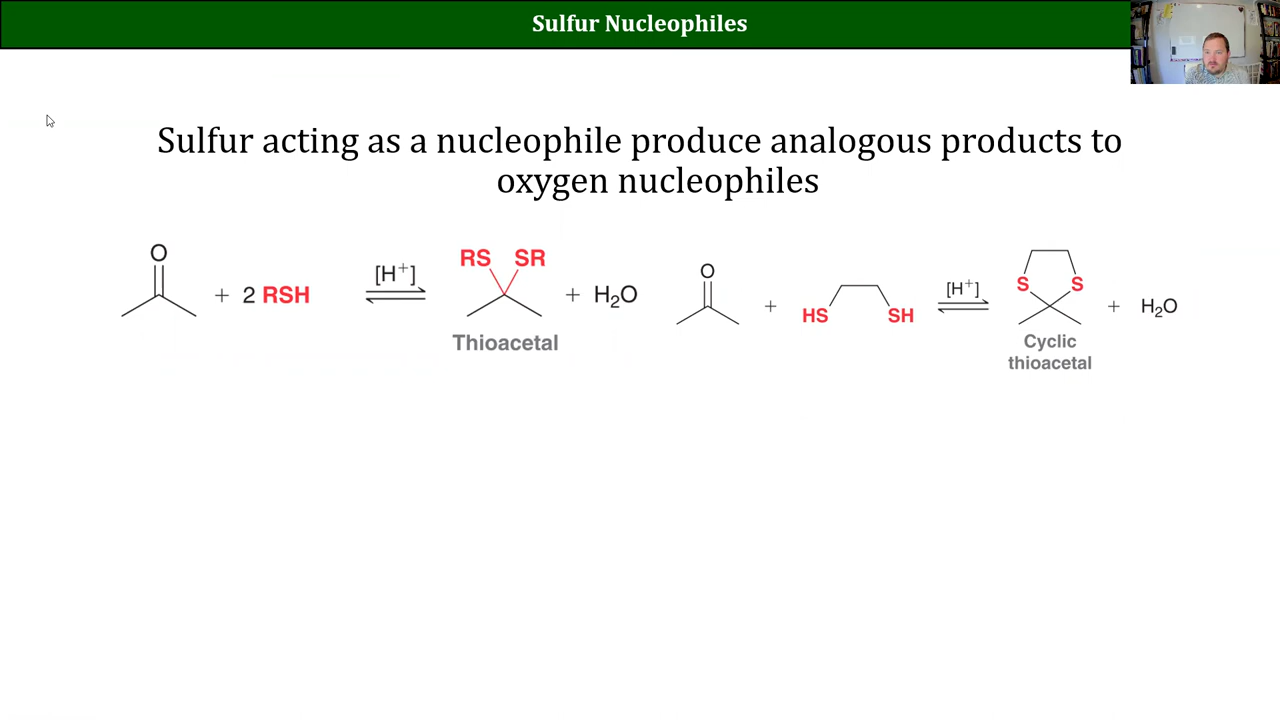 Sulfur Nucleophiles
Sulfur acting as a nucleophile produce analogous products to
oxygen nucleophiles
O
+ 2 RSH
[H⁺]
RS SR
+ H₂O
Thioacetal
O
+
HS SH
[H⁺]
S S
+ H₂O
Cyclic
thioacetal